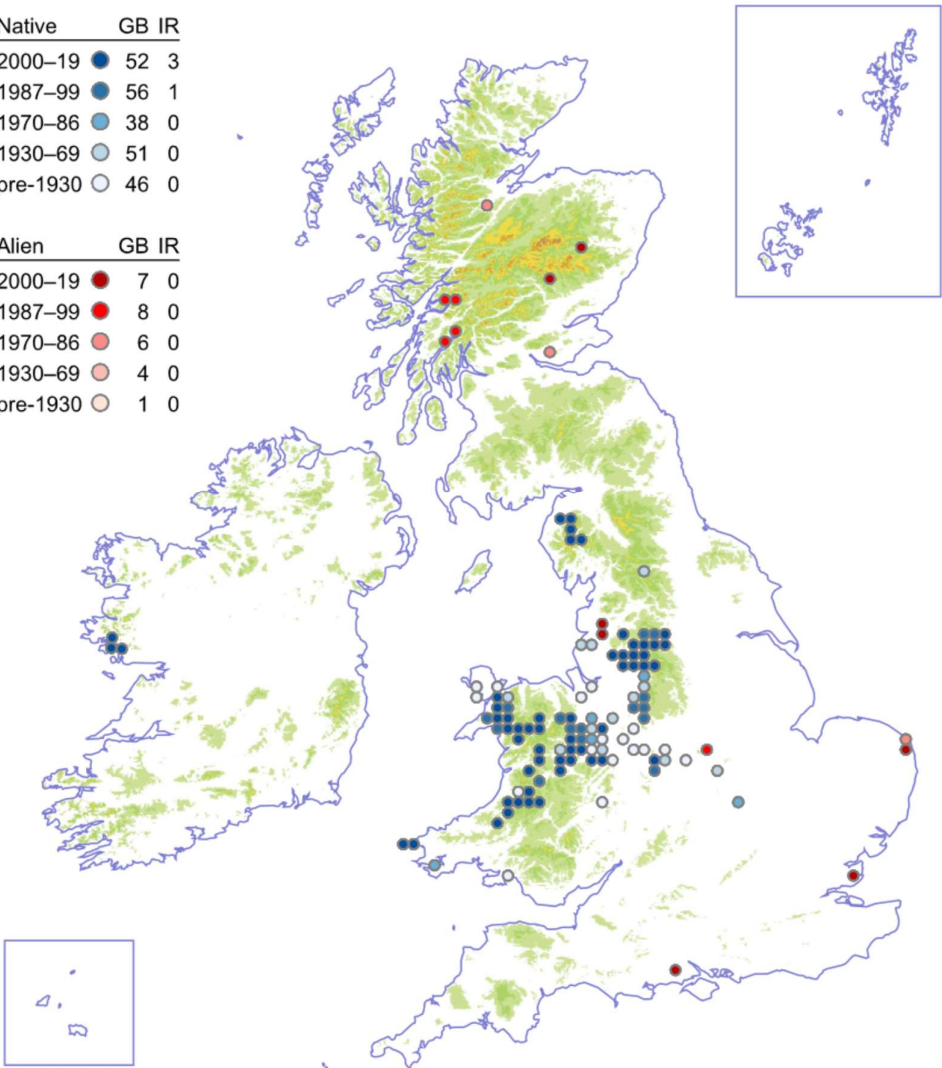 Native GB IR
2000–19 52 3
1987–99 56 1
1970–86 38 0
1930–69 51 0
pre-1930 46 0
Alien GB IR
2000–19 7 0
1987–99 8 0
1970–86 6 0
1930–69 4 0
pre-1930 1 0